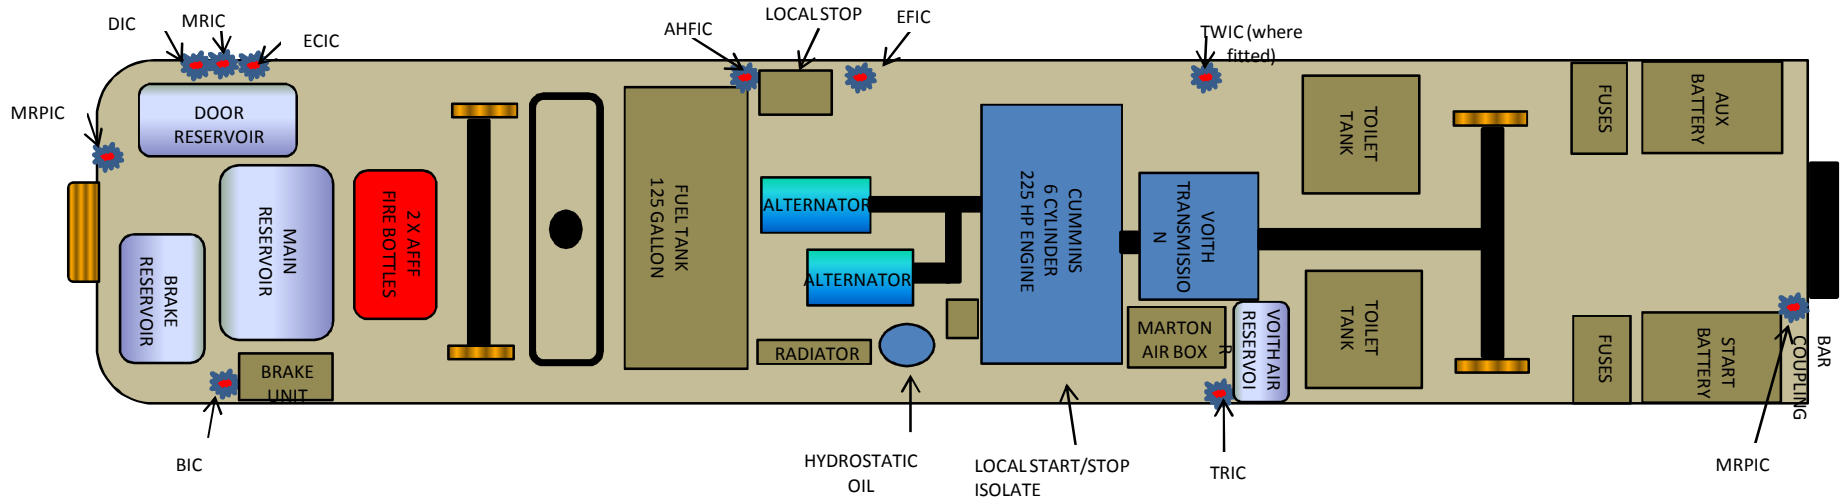 DIC
MRIC
ECIC
AHFIC
LOCAL STOP
EFIC
TWIC (where
fitted)
MRPIC
DOOR
RESERVOIR
BRAKE
RESERVOIR
MAIN
RESERVOIR
2 X AFFF
FIRE BOTTLES
BRAKE
UNIT
BIC
FUEL TANK
125 GALLON
ALTERNATOR
ALTERNATOR
RADIATOR
HYDROSTATIC
OIL
CUMMINS
6 CYLINDER
225 HP ENGINE
LOCAL START/STOP
ISOLATE
VOITH
TRANSMISSIO
N
MARTON
AIR BOX
VOITH AIR
RESERVOI
R
TRIC
TOILET
TANK
TOILET
TANK
FUSES
AUX
BATTERY
FUSES
START
BATTERY
BAR
COUPLING
MRPIC